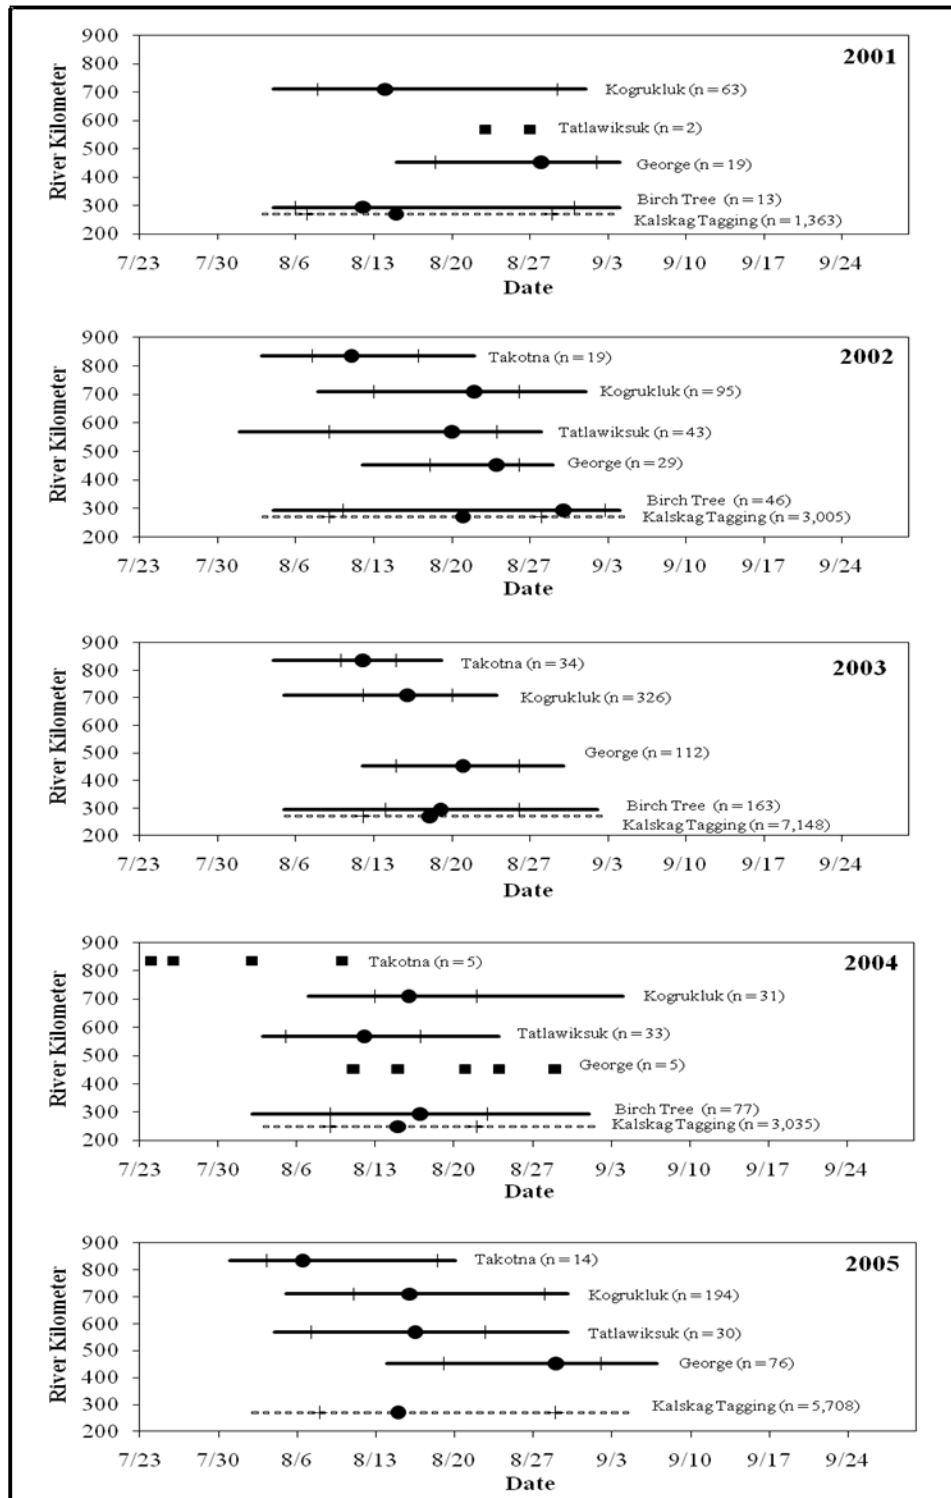 2001
River Kilometer
900
800
700
600
500
400
300
200
Kogrukluk (n = 63)
Tatlawiksuk (n = 2)
George (n = 19)
Birch Tree (n = 13)
Kalskag Tagging (n = 1,363)
7/23 7/30 8/6 8/13 8/20 8/27 9/3 9/10 9/17 9/24
Date
2002
River Kilometer
900
800
700
600
500
400
300
200
Takotna (n = 19)
Kogrukluk (n = 95)
Tatlawiksuk (n = 43)
George (n = 29)
Birch Tree (n = 46)
Kalskag Tagging (n = 3,005)
7/23 7/30 8/6 8/13 8/20 8/27 9/3 9/10 9/17 9/24
Date
2003
River Kilometer
900
800
700
600
500
400
300
200
Takotna (n = 34)
Kogrukluk (n = 326)
George (n = 112)
Birch Tree (n = 163)
Kalskag Tagging (n = 7,148)
7/23 7/30 8/6 8/13 8/20 8/27 9/3 9/10 9/17 9/24
Date
2004
River Kilometer
900
800
700
600
500
400
300
200
Takotna (n = 5)
Kogrukluk (n = 31)
Tatlawiksuk (n = 33)
George (n = 5)
Birch Tree (n = 77)
Kalskag Tagging (n = 3,035)
7/23 7/30 8/6 8/13 8/20 8/27 9/3 9/10 9/17 9/24
Date
2005
River Kilometer
900
800
700
600
500
400
300
200
Takotna (n = 14)
Kogrukluk (n = 194)
Tatlawiksuk (n = 30)
George (n = 76)
Kalskag Tagging (n = 5,708)
7/23 7/30 8/6 8/13 8/20 8/27 9/3 9/10 9/17 9/24
Date